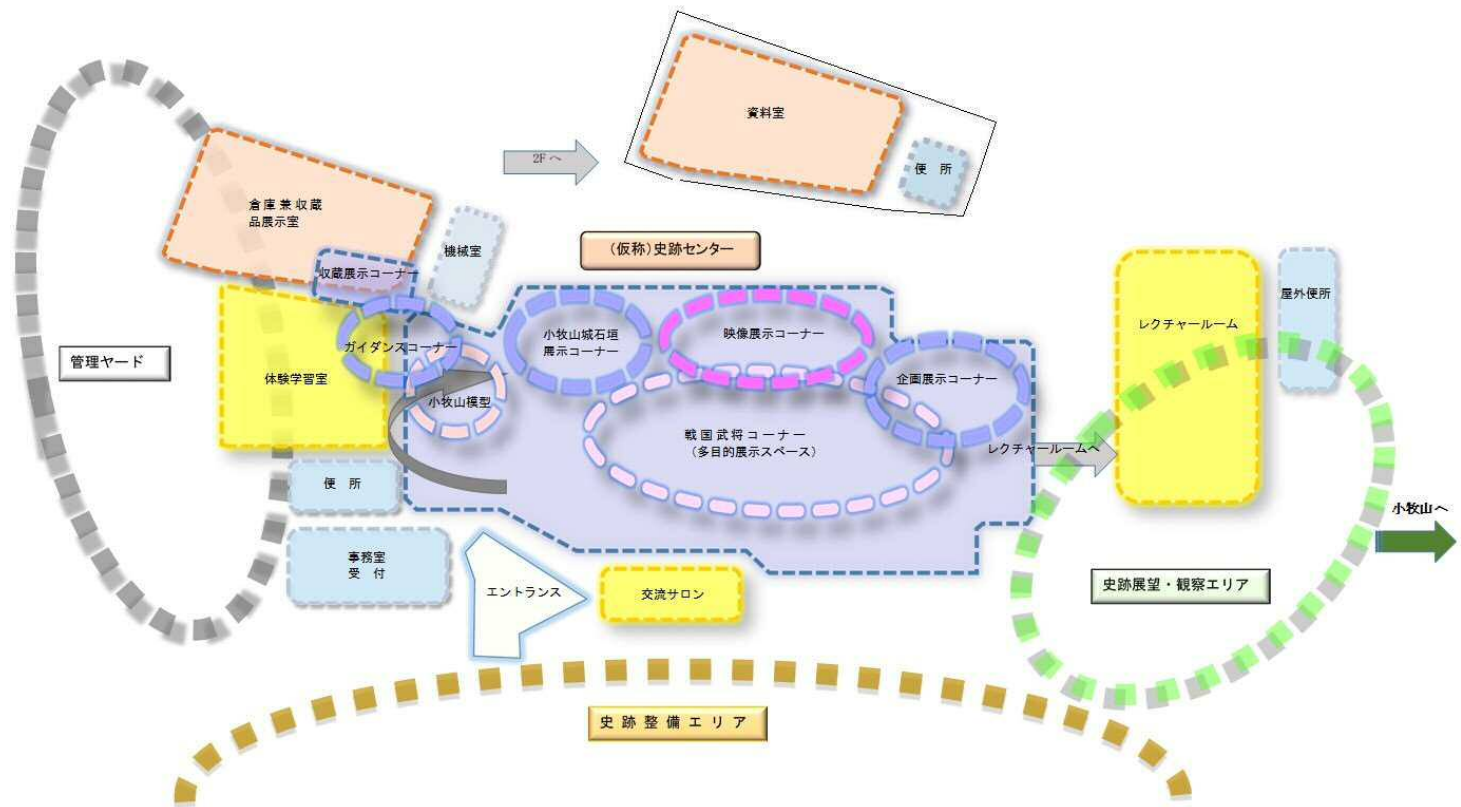 資料室
2Fへ
便 所
倉庫兼収蔵
品展示室
機械室
(仮称)史跡センター
収蔵展示コーナー
屋外便所
レクチャールーム
小牧山城石垣
展示コーナー
映像展示コーナー
ガイダンスコーナー
管理ヤード
体験学習室
企画展示コーナー
小牧山模型
戦国武将コーナー
(多目的展示スペース)
レクチャールームへ
便 所
小牧山へ
事務室
受 付
エントランス
交流サロン
史跡展望・観察エリア
史跡整備エリア